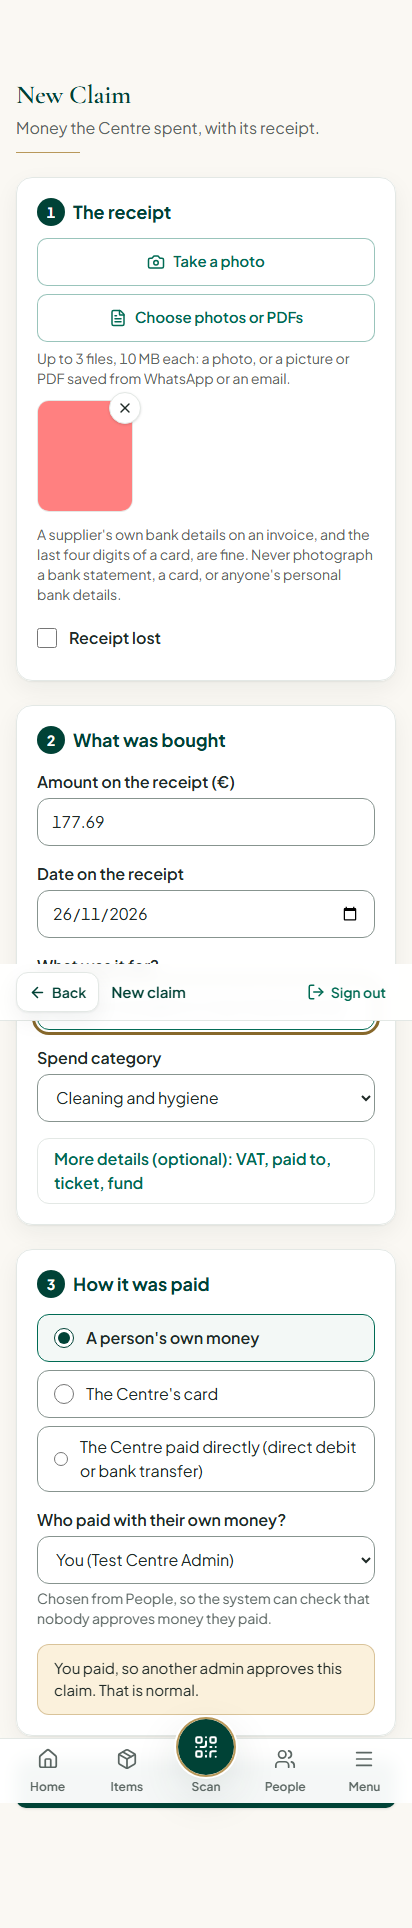 New Claim
Money the Centre spent, with its receipt.
1 The receipt
Take a photo
Choose photos or PDFs
Up to 3 files, 10 MB each: a photo, or a picture or
PDF saved from WhatsApp or an email.
A supplier's own bank details on an invoice, and the
last four digits of a card, are fine. Never photograph
a bank statement, a card, or anyone's personal
bank details.
Receipt lost
2 What was bought
Amount on the receipt (€)
177.69
Date on the receipt
26/11/2026
What was it for?
Back New claim Sign out
Spend category
Cleaning and hygiene
More details (optional): VAT, paid to,
ticket, fund
3 How it was paid
A person's own money
The Centre's card
The Centre paid directly (direct debit
or bank transfer)
Who paid with their own money?
You (Test Centre Admin)
Chosen from People, so the system can check that
nobody approves money they paid.
You paid, so another admin approves this
claim. That is normal.
Home Items Scan People Menu